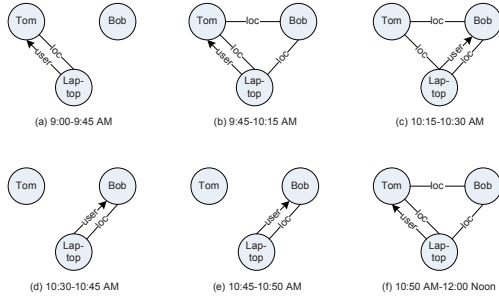 Tom
Bob
loc
loc
user
loc
Lap-
top
(a) 9:00-9:45 AM
Tom
Bob
loc
loc
user
loc
Lap-
top
(b) 9:45-10:15 AM
Tom
Bob
loc
loc
user
loc
Lap-
top
(c) 10:15-10:30 AM
Tom
Bob
user
loc
Lap-
top
(d) 10:30-10:45 AM
Tom
Bob
user
loc
Lap-
top
(e) 10:45-10:50 AM
Tom
Bob
loc
loc
user
loc
Lap-
top
(f) 10:50 AM-12:00 Noon